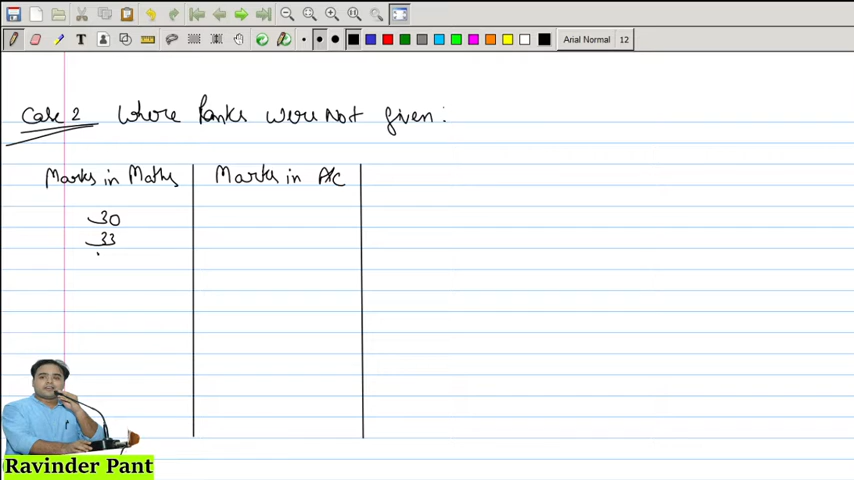 Arial Normal 12
Case 2 Where Ranks were Not given:
Marks in Maths Marks in A/C
30
33
Ravinder Pant